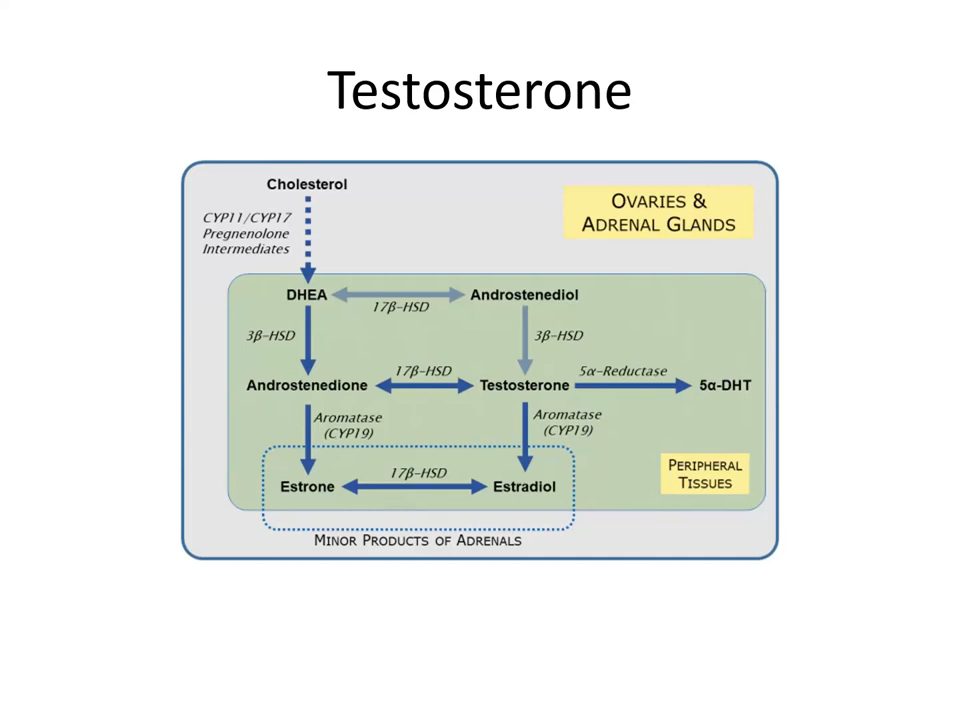 Testosterone
Cholesterol
OVARIES &
ADRENAL GLANDS
CYP11/CYP17
Pregnenolone
Intermediates
DHEA
17β-HSD
Androstenediol
3β-HSD
3β-HSD
Androstenedione
17β-HSD
Testosterone
5α-Reductase
5α-DHT
Aromatase
(CYP19)
Aromatase
(CYP19)
Estrone
17β-HSD
Estradiol
PERIPHERAL
TISSUES
MINOR PRODUCTS OF ADRENALS